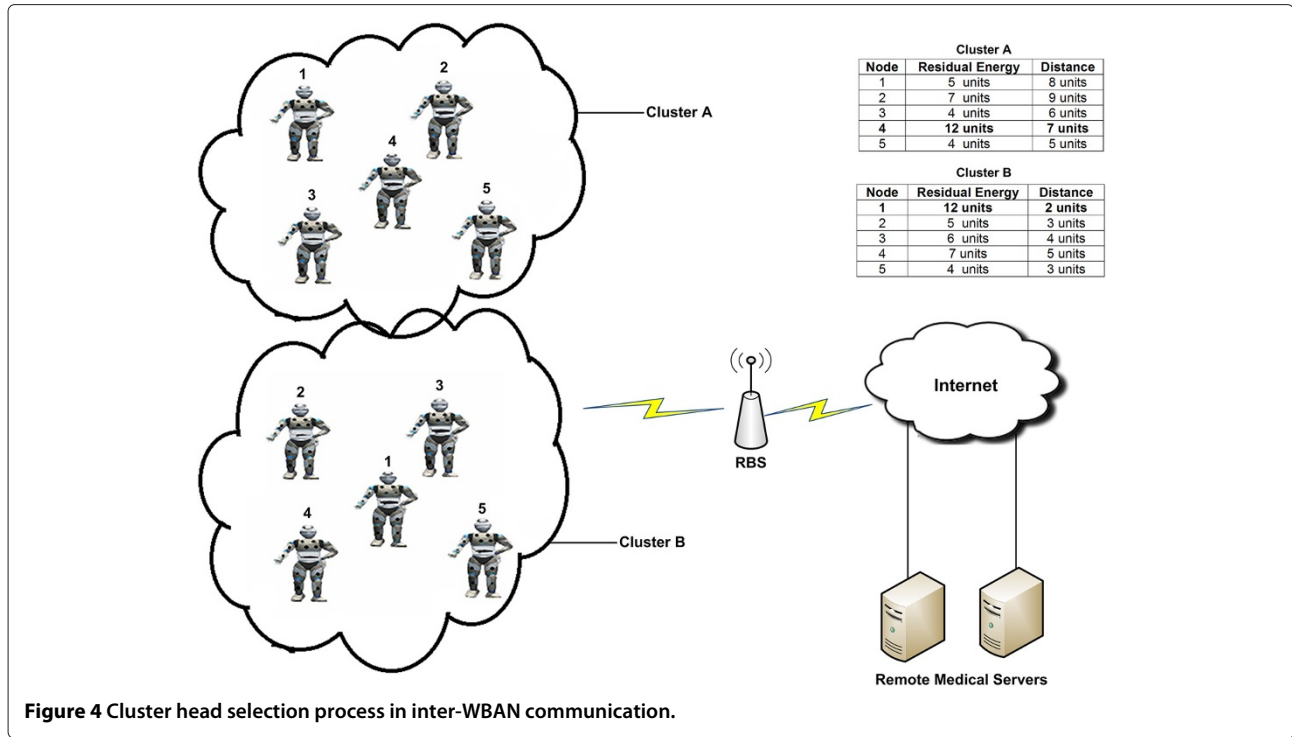 1
2
4
3
5
Cluster A
Cluster A
Node Residual Energy Distance
1 5 units 8 units
2 7 units 9 units
3 4 units 6 units
4 12 units 7 units
5 4 units 5 units
Cluster B
Node Residual Energy Distance
1 12 units 2 units
2 5 units 3 units
3 6 units 4 units
4 7 units 5 units
5 4 units 3 units
2
3
1
4
5
Cluster B
RBS
Internet
Remote Medical Servers
Figure 4 Cluster head selection process in inter-WBAN communication.